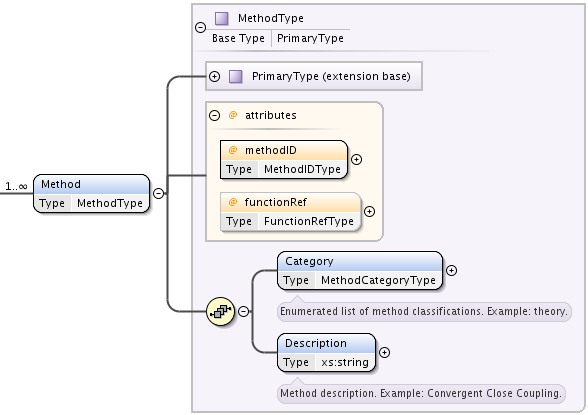 MethodType
Base Type PrimaryType
PrimaryType (extension base)
@ attributes
@ methodID
Type MethodIDType
1..∞
Method
Type MethodType
@ functionRef
Type FunctionRefType
Category
Type MethodCategoryType
Enumerated list of method classifications. Example: theory.
Description
Type xs:string
Method description. Example: Convergent Close Coupling.